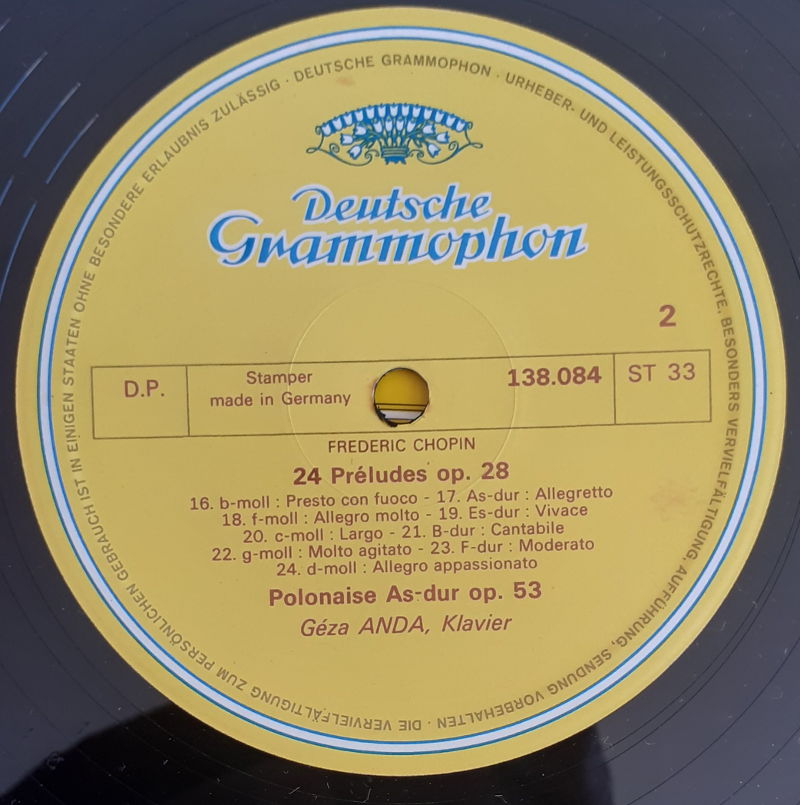 DEUTSCHE GRAMMOPHON · URHEBER- UND LEISTUNGSSCHUTZRECHTE, BESONDERS VERVIELFÄLTIGUNG, AUFFÜHRUNG, SENDUNG VORBEHALTEN · DIE VERVIELFÄLTIGUNG ZUM PERSÖNLICHEN GEBRAUCH IST IN EINIGEN STAATEN OHNE BESONDERE ERLAUBNIS ZULÄSSIG ·
Deutsche
Grammophon
2
D.P.
Stamper
made in Germany
138.084
ST 33
FREDERIC CHOPIN
24 Préludes op. 28
16. b-moll : Presto con fuoco - 17. As-dur : Allegretto
18. f-moll : Allegro molto - 19. Es-dur : Vivace
20. c-moll : Largo - 21. B-dur : Cantabile
22. g-moll : Molto agitato - 23. F-dur : Moderato
24. d-moll : Allegro appassionato
Polonaise As-dur op. 53
Géza ANDA, Klavier